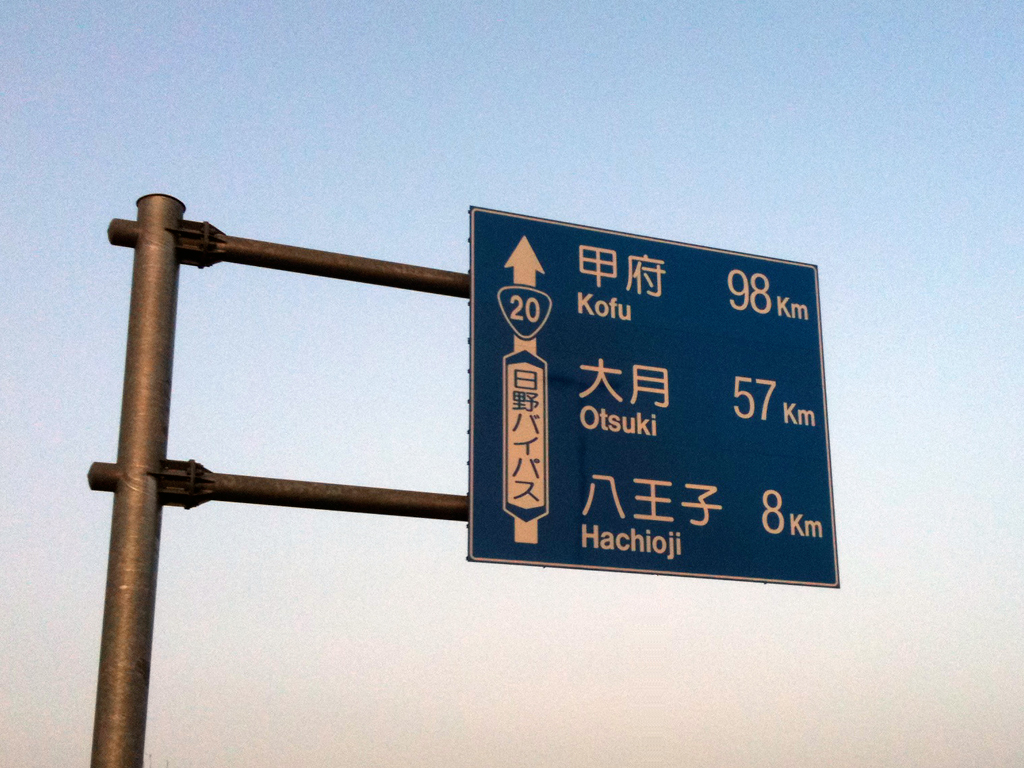 甲府 98 Km
Kofu
20
大月 57 Km
Otsuki
日野バイパス
八王子 8 Km
Hachioji